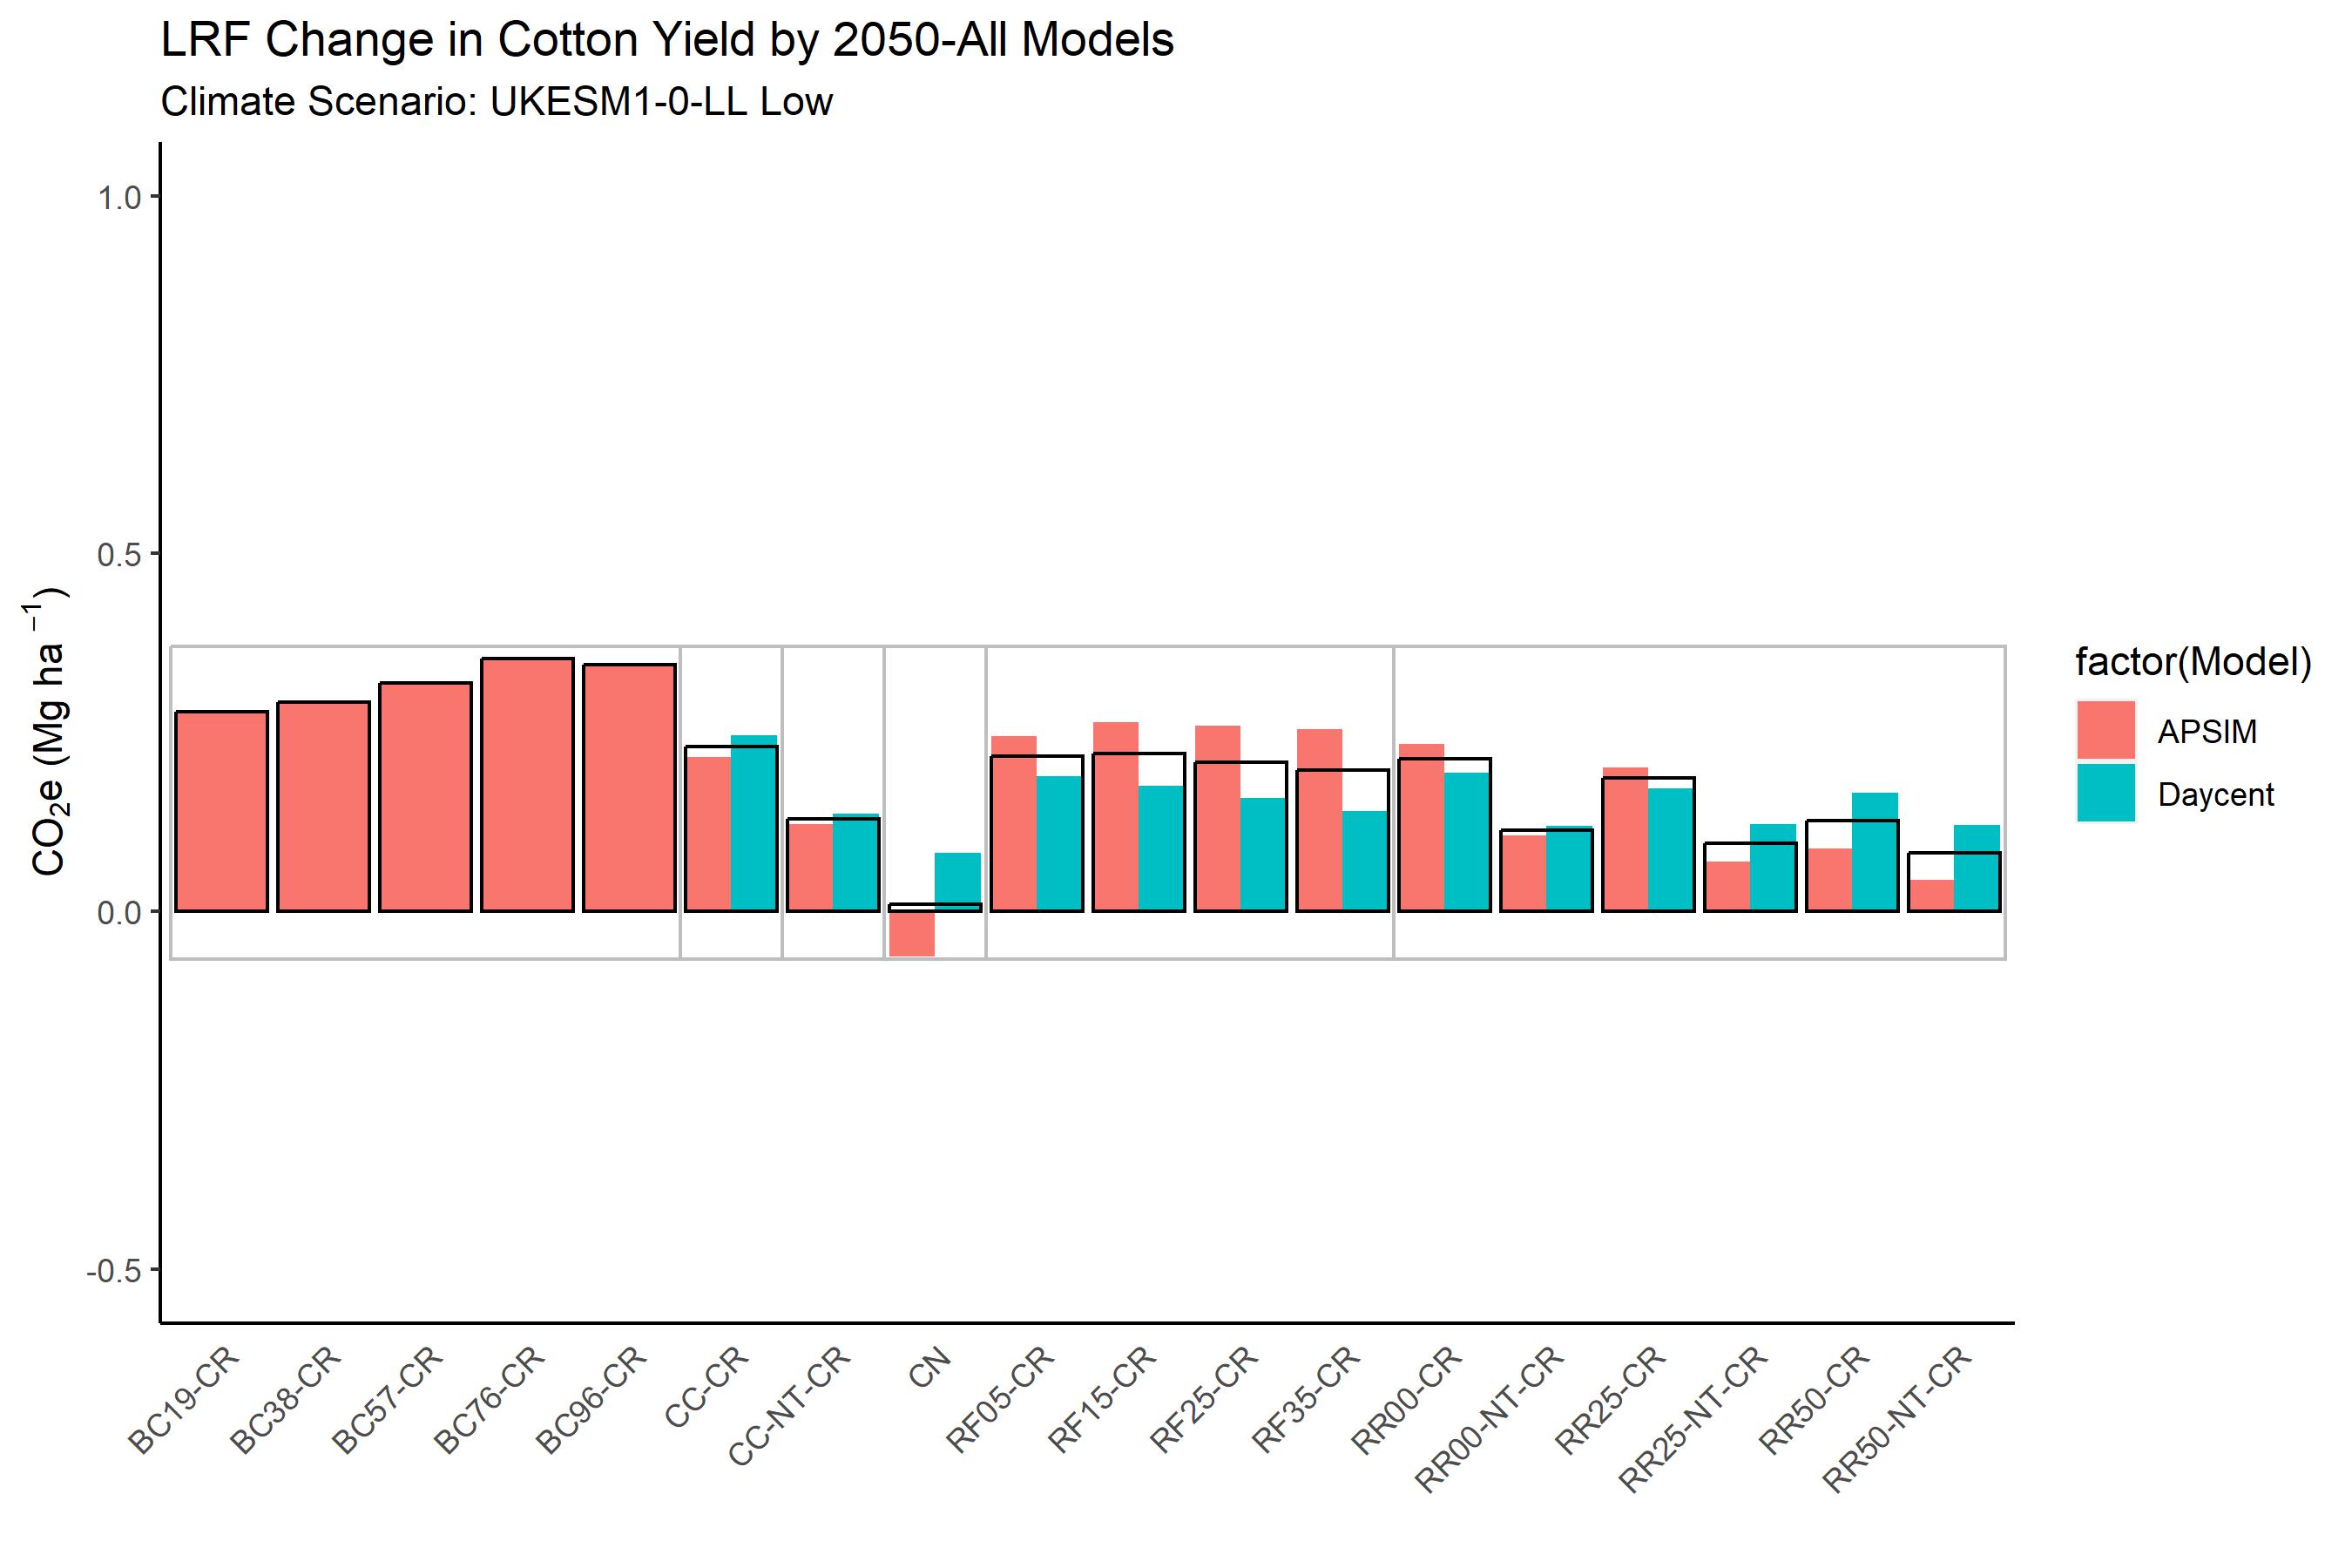 LRF Change in Cotton Yield by 2050-All Models
Climate Scenario: UKESM1-0-LL Low
CO₂e (Mg ha ⁻¹)
1.0
0.5
0.0
-0.5
BC19-CR
BC38-CR
BC57-CR
BC76-CR
BC96-CR
CC-CR
CC-NT-CR
CN
RF05-CR
RF15-CR
RF25-CR
RF35-CR
RR00-CR
RR00-NT-CR
RR25-CR
RR25-NT-CR
RR50-CR
RR50-NT-CR
factor(Model)
APSIM
Daycent